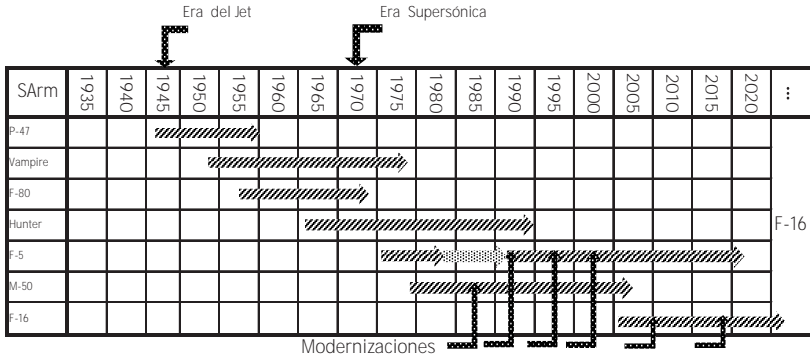 Era del Jet
Era Supersónica
SArm 1935 1940 1945 1950 1955 1960 1965 1970 1975 1980 1985 1990 1995 2000 2005 2010 2015 2020 ...
P-47
Vampire
F-80
Hunter
F-16
F-5
M-50
F-16
Modernizaciones